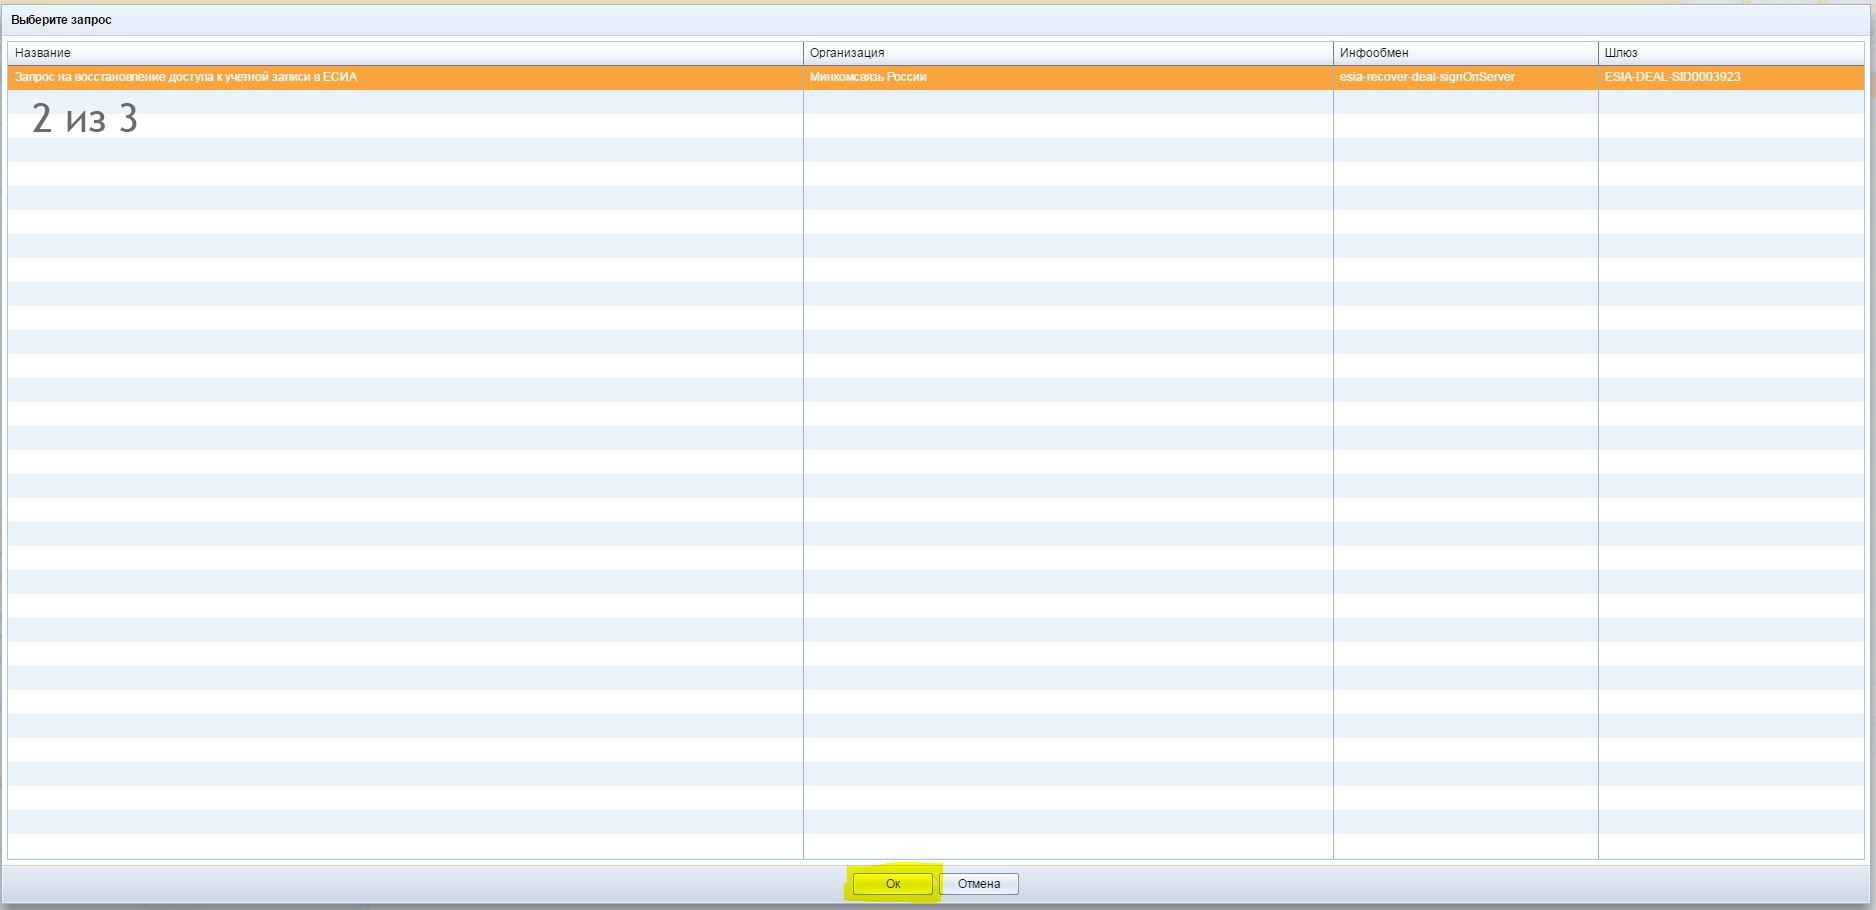 Выберите запрос
Название Организация Инфообмен Шлюз
Запрос на восстановление доступа к учетной записи в ЕСИА Минкомсвязь России esia-recover-deal-signOnServer ESIA-DEAL-SID0003923
2 из 3
Ок Отмена